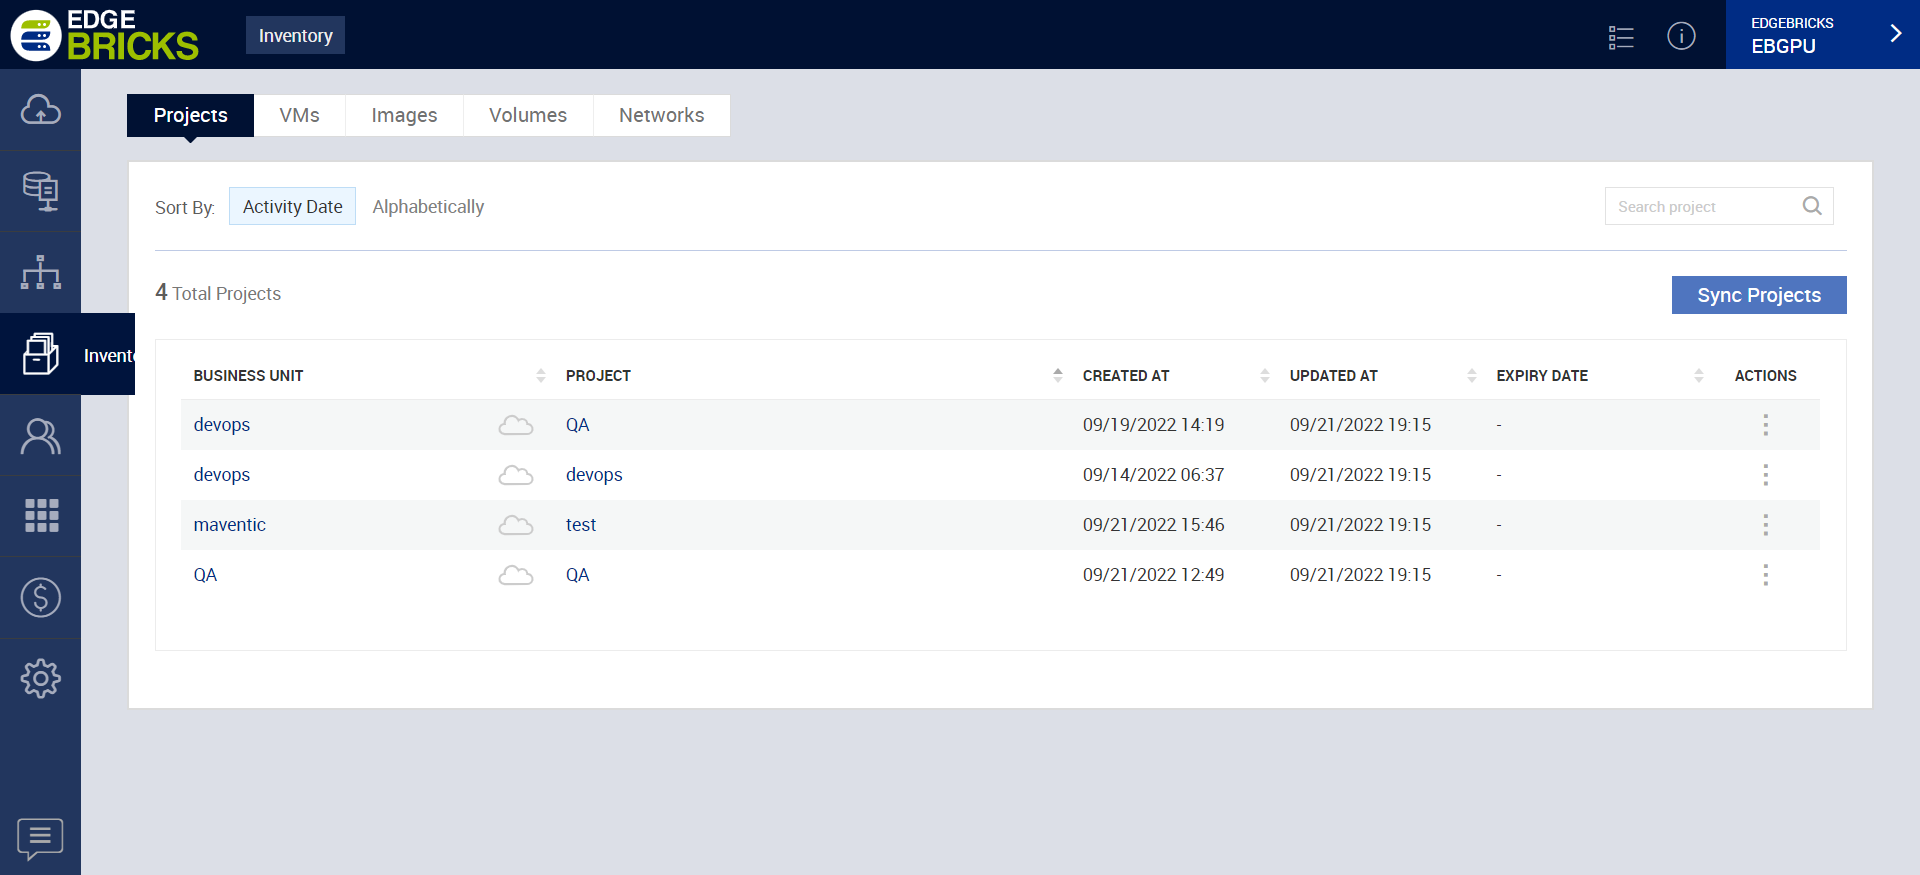 EDGE
BRICKS
Inventory
EDGEBRICKS
EBGPU
Projects VMs Images Volumes Networks
Sort By: Activity Date Alphabetically Search project
4 Total Projects Sync Projects
Invento
BUSINESS UNIT PROJECT CREATED AT UPDATED AT EXPIRY DATE ACTIONS
devops QA 09/19/2022 14:19 09/21/2022 19:15 -
devops devops 09/14/2022 06:37 09/21/2022 19:15 -
maventic test 09/21/2022 15:46 09/21/2022 19:15 -
QA QA 09/21/2022 12:49 09/21/2022 19:15 -